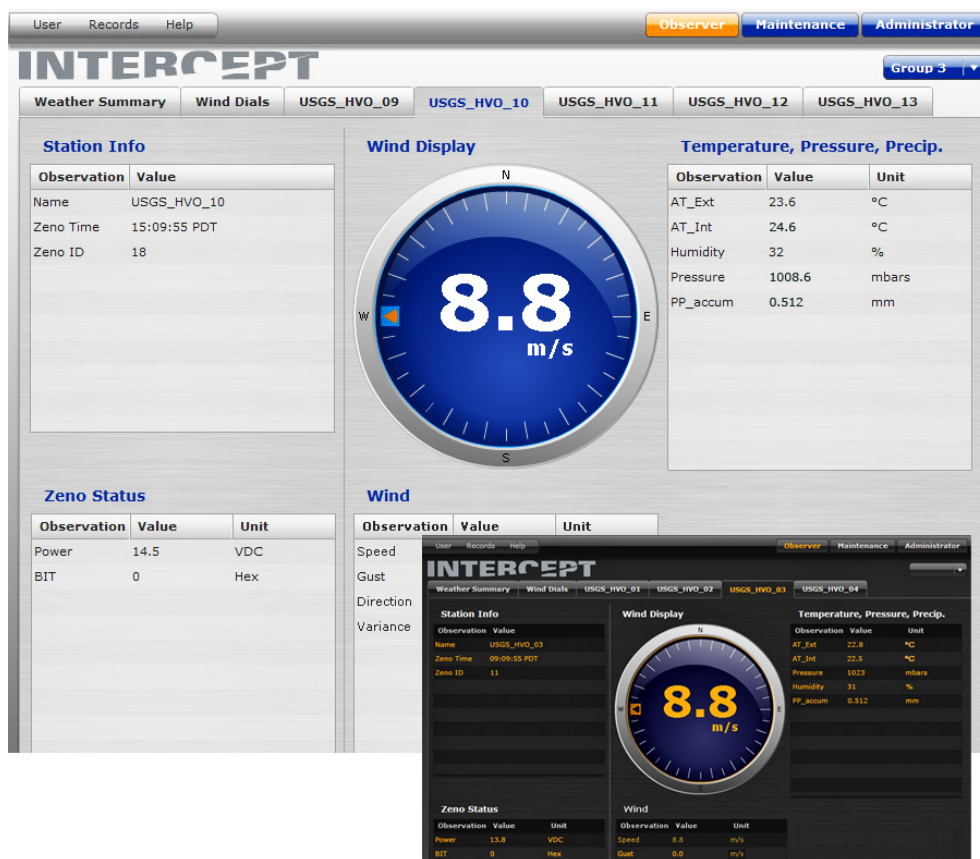 User Records Help Observer Maintenance Administrator
INTERCEPT
Group 3
Weather Summary Wind Dials USGS_HVO_09 USGS_HVO_10 USGS_HVO_11 USGS_HVO_12 USGS_HVO_13
Station Info
Observation Value
Name USGS_HVO_10
Zeno Time 15:09:55 PDT
Zeno ID 18
Wind Display
N
W
E
S
8.8
m/s
Temperature, Pressure, Precip.
Observation Value Unit
AT_Ext 23.6 °C
AT_Int 24.6 °C
Humidity 32 %
Pressure 1008.6 mbars
PP_accum 0.512 mm
Zeno Status
Observation Value Unit
Power 14.5 VDC
BIT 0 Hex
Wind
Observation Value Unit
Speed
Gust
Direction
Variance
User Records Help Observer Maintenance Administrator
INTERCEPT
Weather Summary Wind Dials USGS_HVO_01 USGS_HVO_02 USGS_HVO_03 USGS_HVO_04
Station Info
Observation Value
Name USGS_HVO_03
Zeno Time 09:09:55 PDT
Zeno ID 11
Wind Display
N
W
E
S
8.8
m/s
Temperature, Pressure, Precip.
Observation Value Unit
AT_Ext 22.8 °C
AT_Int 22.5 °C
Pressure 1023 mbars
Humidity 31 %
PP_accum 0.512 mm
Zeno Status
Observation Value Unit
Power 13.8 VDC
BIT 0 Hex
Wind
Observation Value Unit
Speed 8.8 m/s
Gust 0.0 m/s